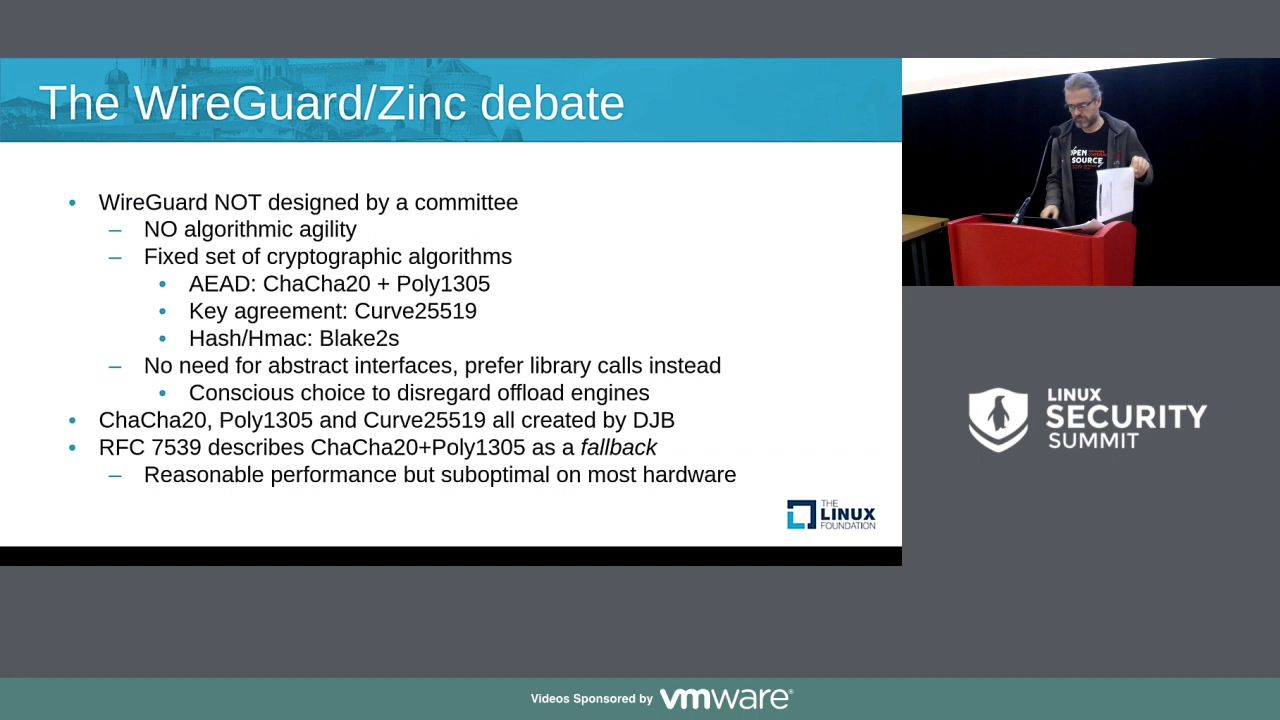 The WireGuard/Zinc debate
• WireGuard NOT designed by a committee
– NO algorithmic agility
– Fixed set of cryptographic algorithms
• AEAD: ChaCha20 + Poly1305
• Key agreement: Curve25519
• Hash/Hmac: Blake2s
– No need for abstract interfaces, prefer library calls instead
• Conscious choice to disregard offload engines
• ChaCha20, Poly1305 and Curve25519 all created by DJB
• RFC 7539 describes ChaCha20+Poly1305 as a fallback
– Reasonable performance but suboptimal on most hardware
THE
LINUX
FOUNDATION
OPEN
SOURCE
LINUX
SECURITY
SUMMIT
Videos Sponsored by vmware®